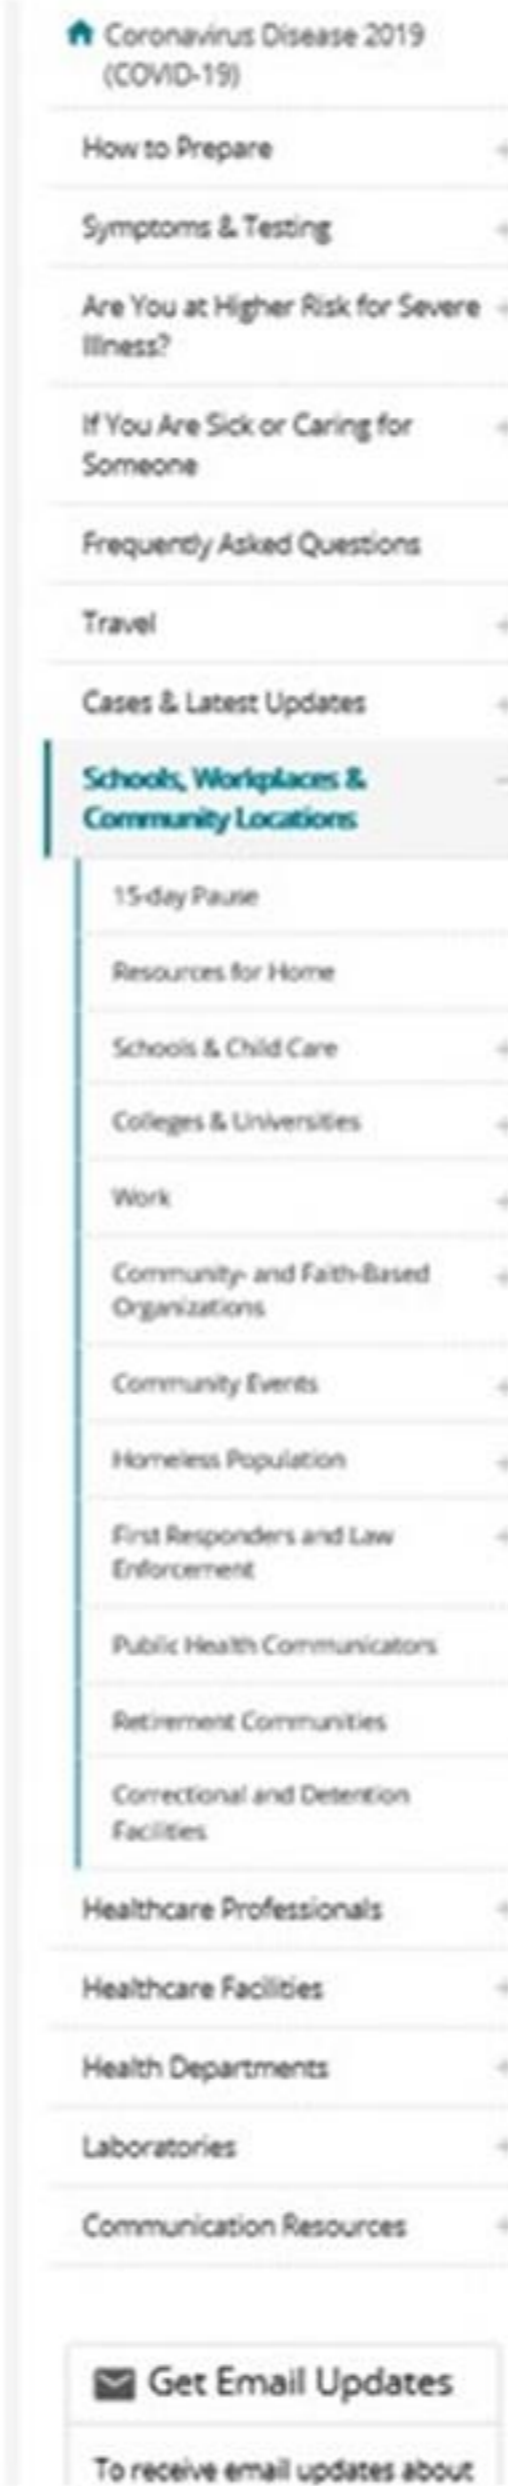 Coronavirus Disease 2019
(COVID-19)
How to Prepare
Symptoms & Testing
Are You at Higher Risk for Severe
Illness?
If You Are Sick or Caring for
Someone
Frequently Asked Questions
Travel
Cases & Latest Updates
Schools, Workplaces &
Community Locations
15-day Pause
Resources for Home
Schools & Child Care
Colleges & Universities
Work
Community- and Faith-Based
Organizations
Community Events
Homeless Population
First Responders and Law
Enforcement
Public Health Communicators
Retirement Communities
Correctional and Detention
Facilities
Healthcare Professionals
Healthcare Facilities
Health Departments
Laboratories
Communication Resources
Get Email Updates
To receive email updates about